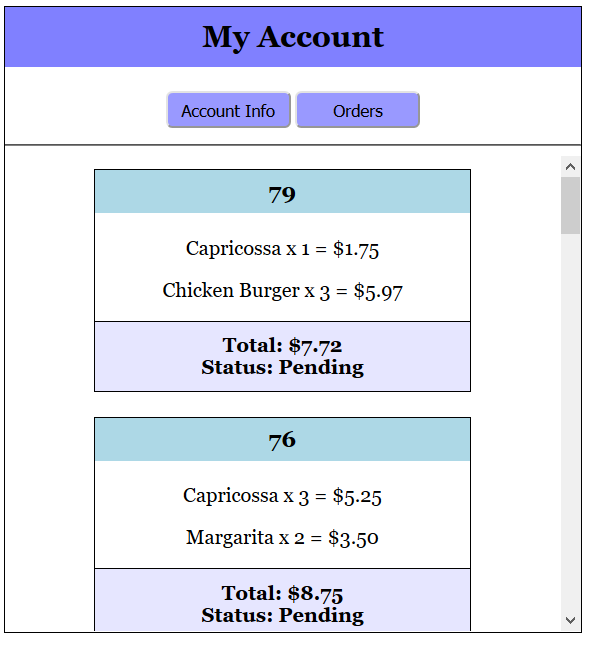 My Account
Account Info
Orders
79
Capricossa x 1 = $1.75
Chicken Burger x 3 = $5.97
Total: $7.72
Status: Pending
76
Capricossa x 3 = $5.25
Margarita x 2 = $3.50
Total: $8.75
Status: Pending